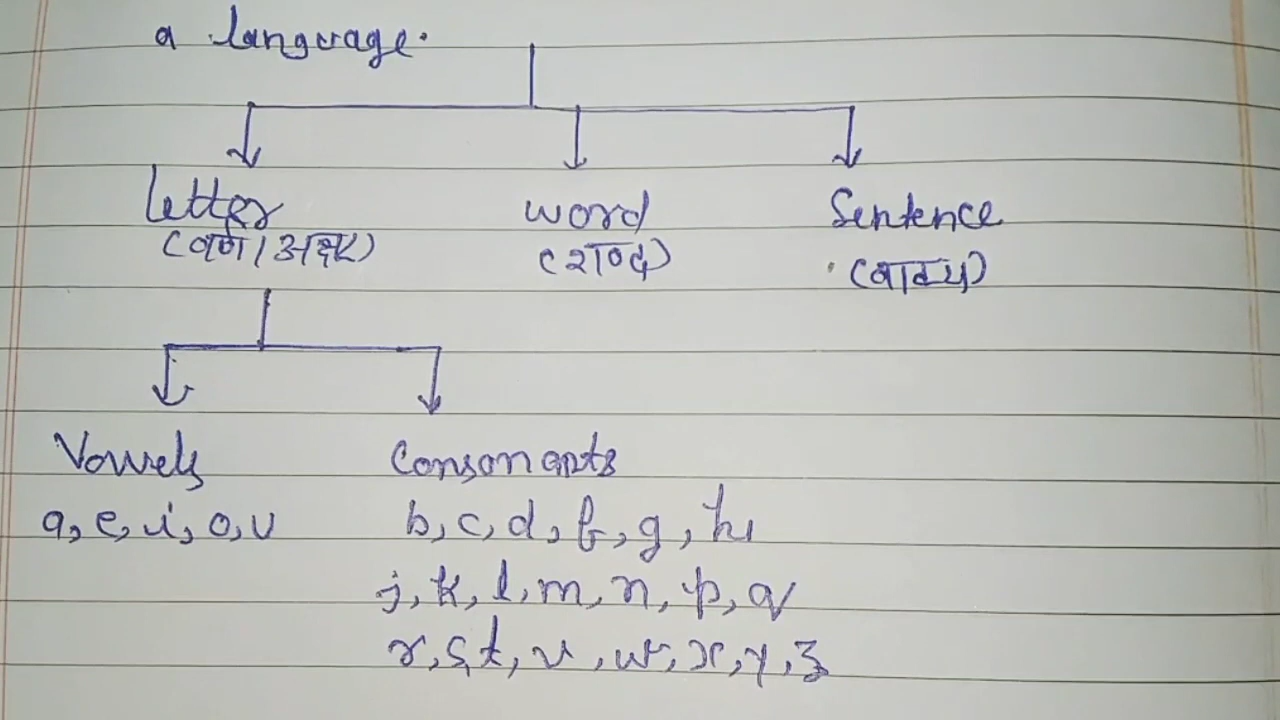 a language.
letter word Sentence
(वर्ण/अक्षर) (शब्द) (वाक्य)
Vowels Consonants
a, e, i, o, u b, c, d, f, g, h
j, k, l, m, n, p, q
r, s, t, v, w, x, y, z